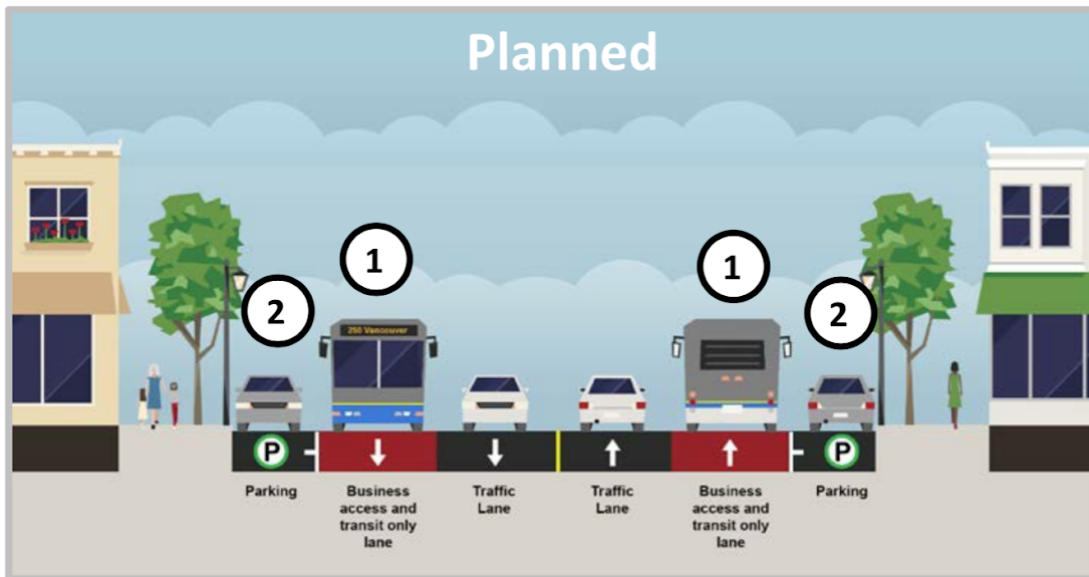 Planned
1
1
2
2
250 Vancouver
P
P
Parking
Business
access and
transit only
lane
Traffic
Lane
Traffic
Lane
Business
access and
transit only
lane
Parking